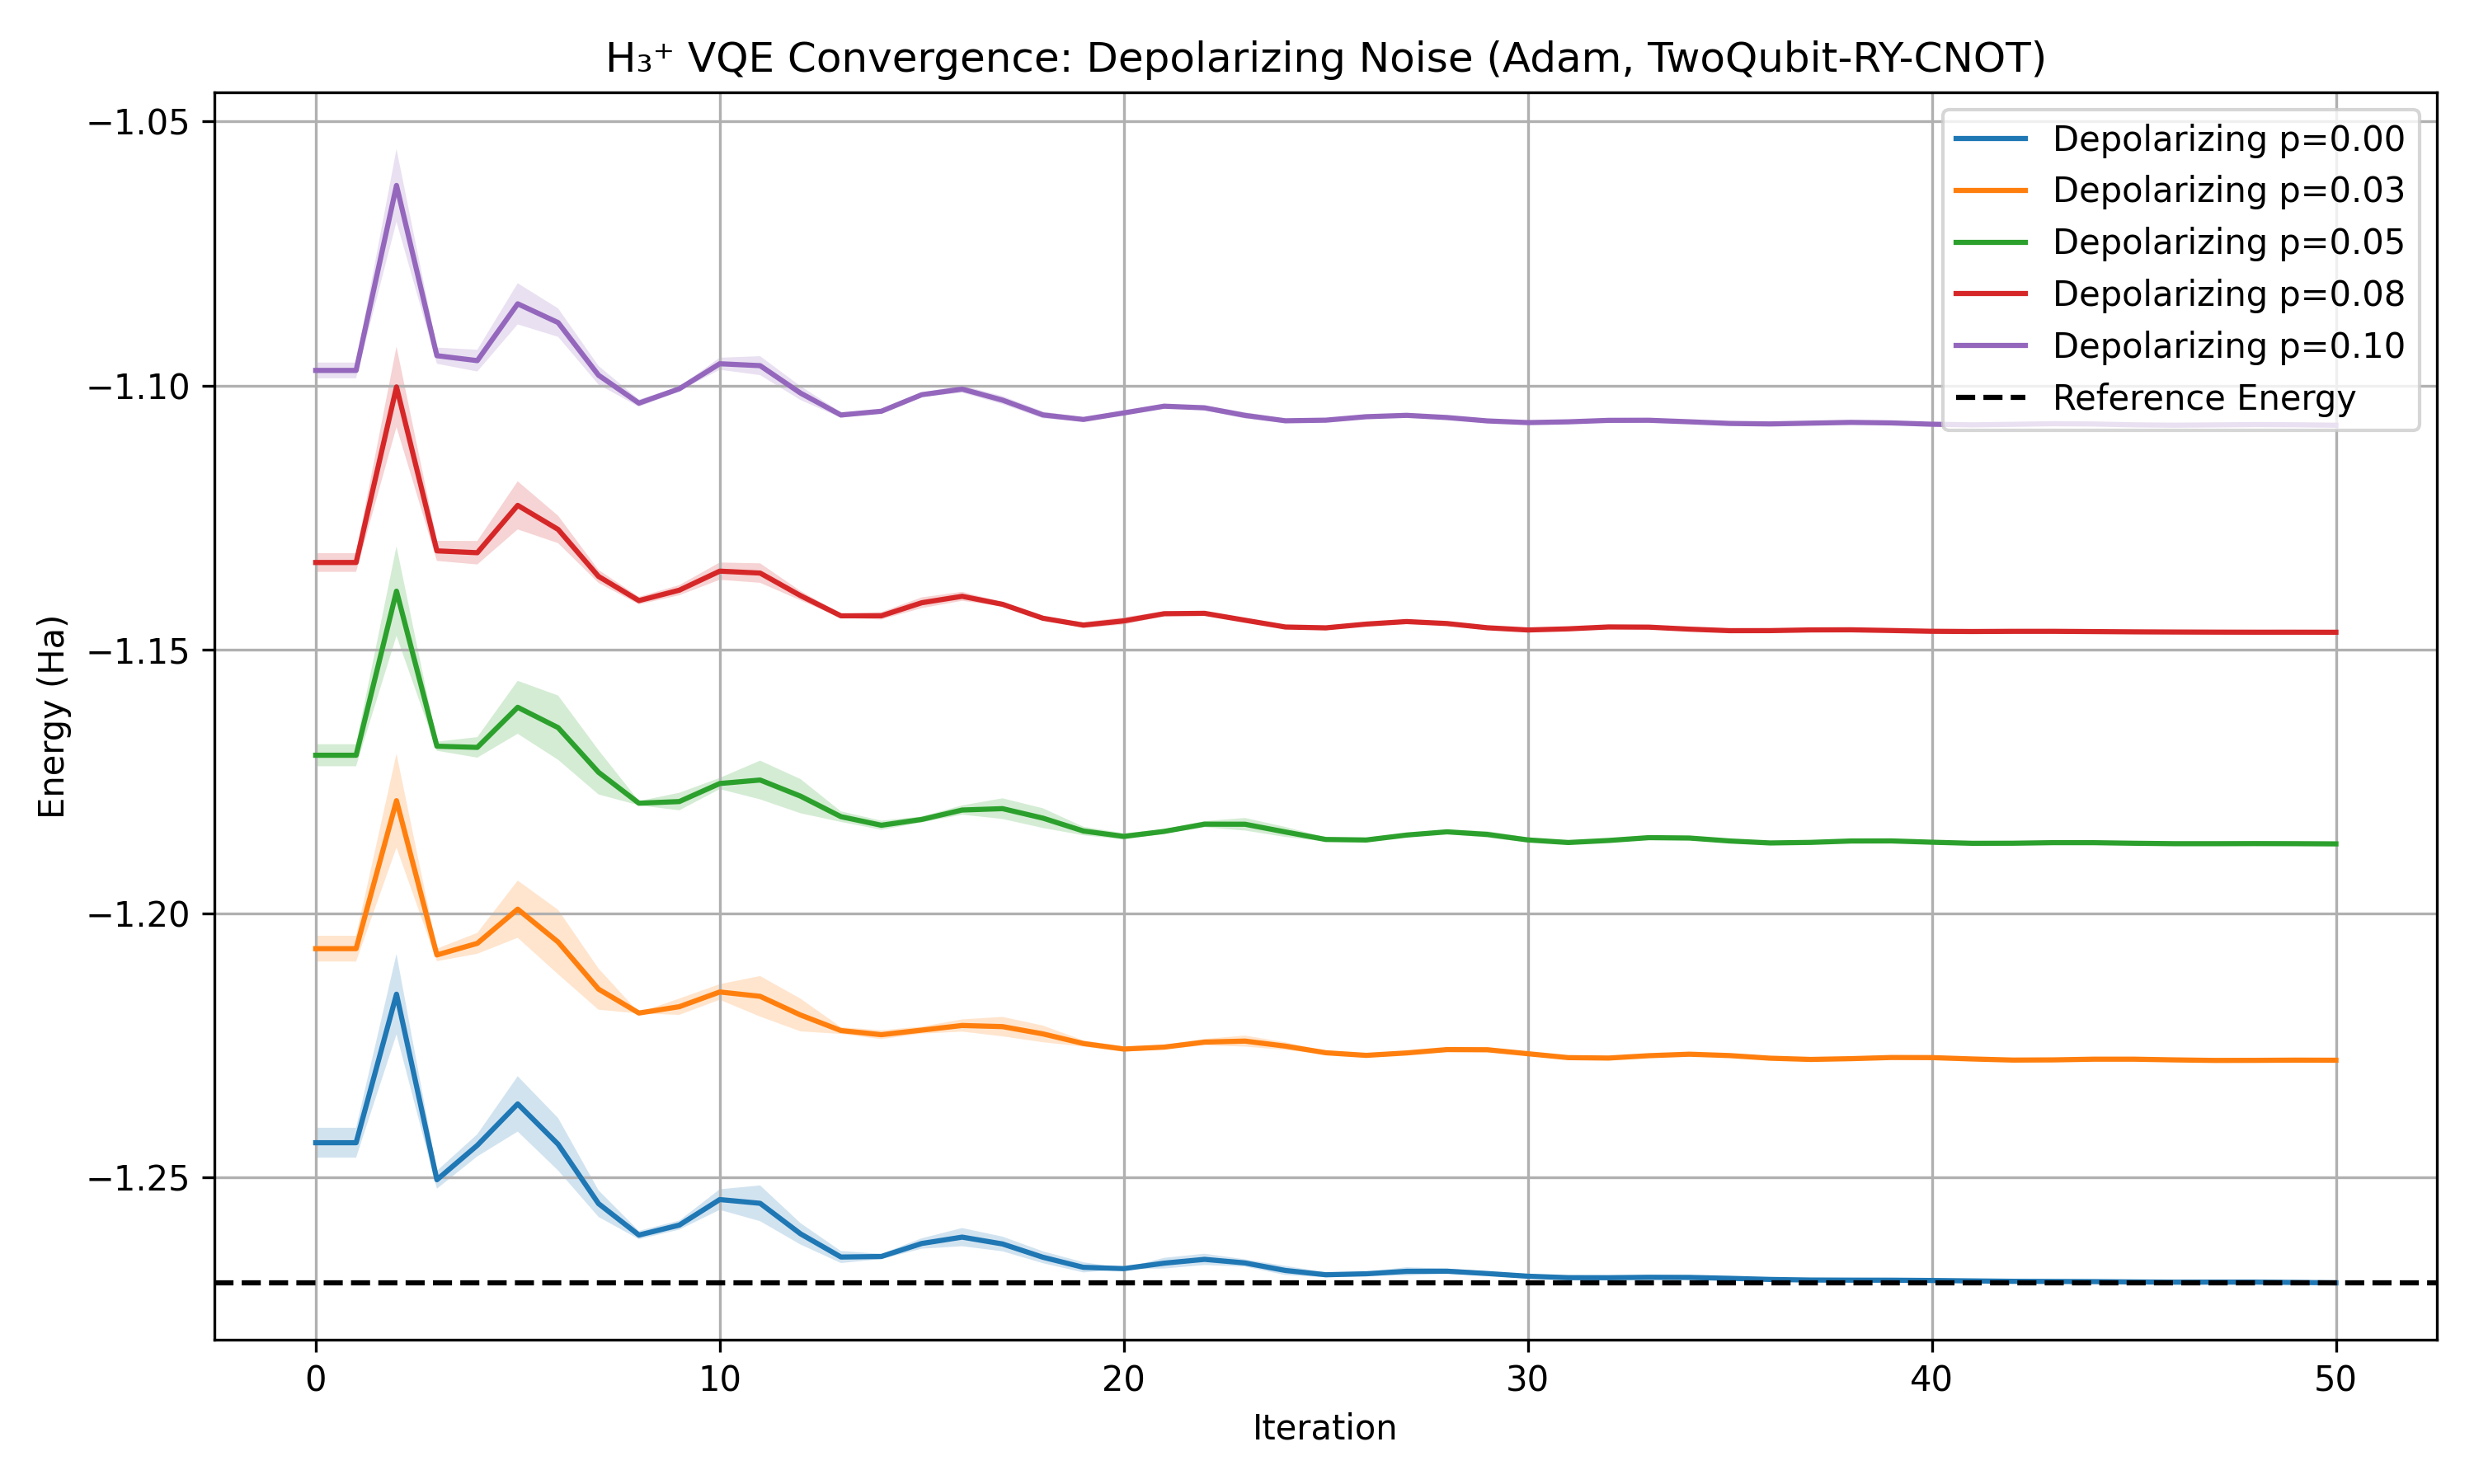 H₃⁺ VQE Convergence: Depolarizing Noise (Adam, TwoQubit-RY-CNOT)
Energy (Ha)
−1.05
−1.10
−1.15
−1.20
−1.25
Depolarizing p=0.00
Depolarizing p=0.03
Depolarizing p=0.05
Depolarizing p=0.08
Depolarizing p=0.10
Reference Energy
0 10 20 30 40 50
Iteration